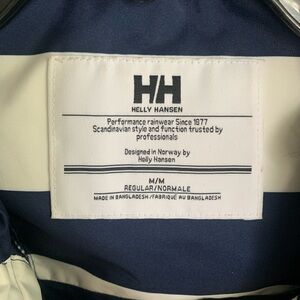 HH
HELLY HANSEN
Performance rainwear Since 1877
Scandinavian style and function trusted by
professionals
Designed in Norway by
Helly Hansen
M/M
REGULAR/NORMALE
MADE IN BANGLADESH/FABRIQUÉ AU BANGLADESH